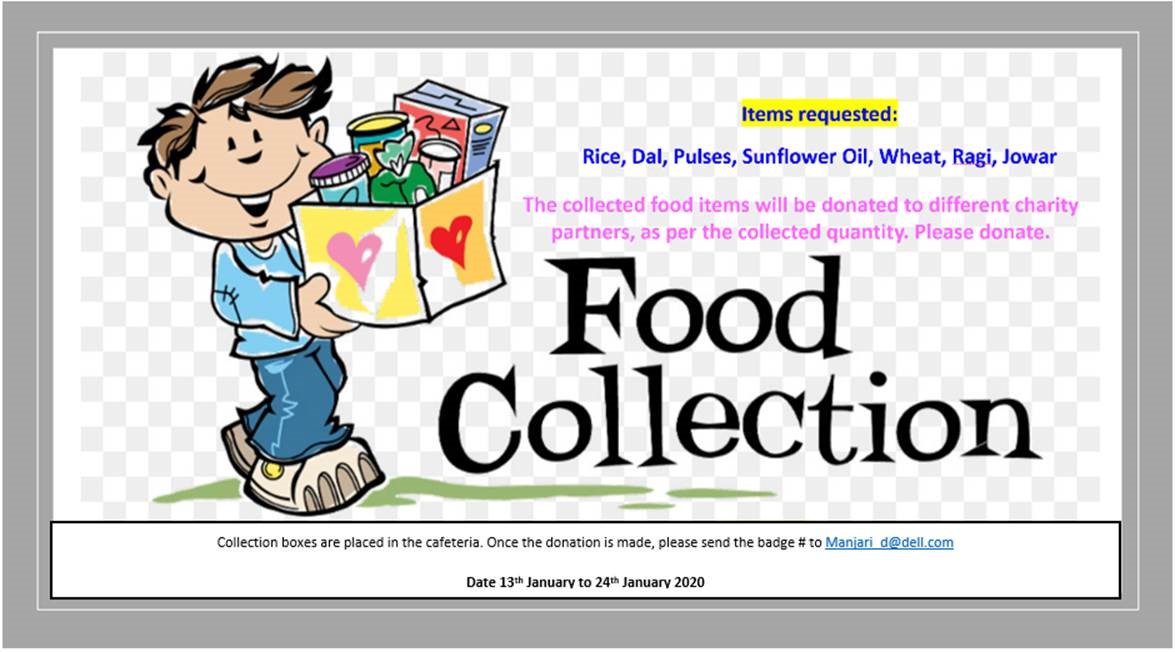 Items requested:
Rice, Dal, Pulses, Sunflower Oil, Wheat, Ragi, Jowar
The collected food items will be donated to different charity
partners, as per the collected quantity. Please donate.
Food
Collection
Collection boxes are placed in the cafeteria. Once the donation is made, please send the badge # to Manjari_d@dell.com
Date 13th January to 24th January 2020